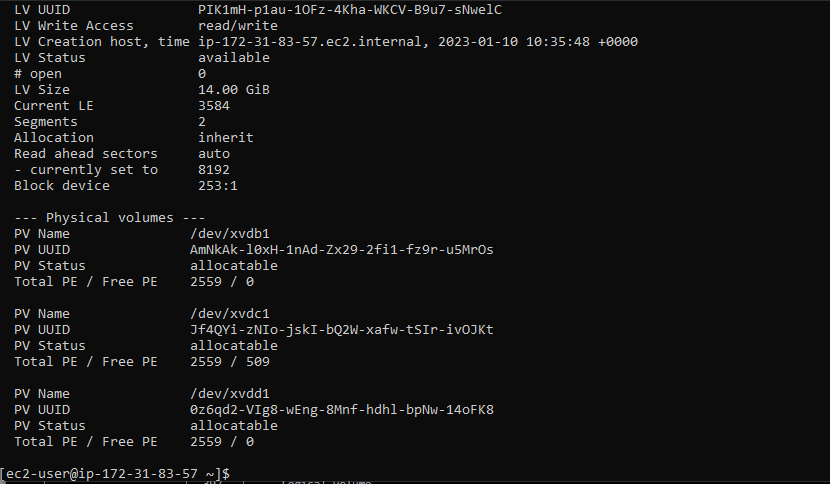 LV UUID                PIK1mH-p1au-1OFz-4Kha-WKCV-B9u7-sNwelC
LV Write Access        read/write
LV Creation host, time ip-172-31-83-57.ec2.internal, 2023-01-10 10:35:48 +0000
LV Status              available
# open                 0
LV Size                14.00 GiB
Current LE             3584
Segments               2
Allocation             inherit
Read ahead sectors     auto
- currently set to     8192
Block device           253:1
--- Physical volumes ---
PV Name               /dev/xvdb1
PV UUID               AmNkAk-l0xH-1nAd-Zx29-2fi1-fz9r-u5MrOs
PV Status             allocatable
Total PE / Free PE    2559 / 0
PV Name               /dev/xvdc1
PV UUID               Jf4QYi-zNIo-jskI-bQ2W-xafw-tSIr-ivOJKt
PV Status             allocatable
Total PE / Free PE    2559 / 509
PV Name               /dev/xvdd1
PV UUID               0z6qd2-VIg8-wEng-8Mnf-hdhl-bpNw-14oFK8
PV Status             allocatable
Total PE / Free PE    2559 / 0
[ec2-user@ip-172-31-83-57 ~]$